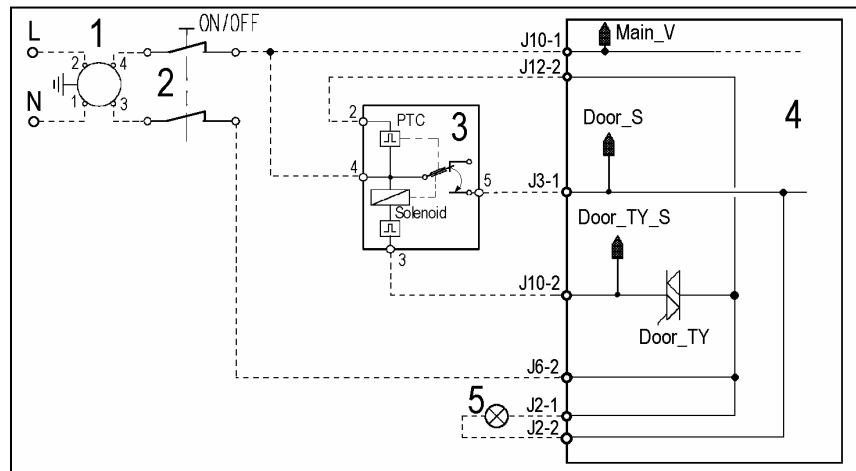 ON/OFF
L
1
2
4
2
N
1
3
J10-1
Main_V
J12-2
2
PTC
3
Door_S
4
4
5
J3-1
Solenoid
Door_TY_S
3
J10-2
Door_TY
J6-2
5
J2-1
J2-2